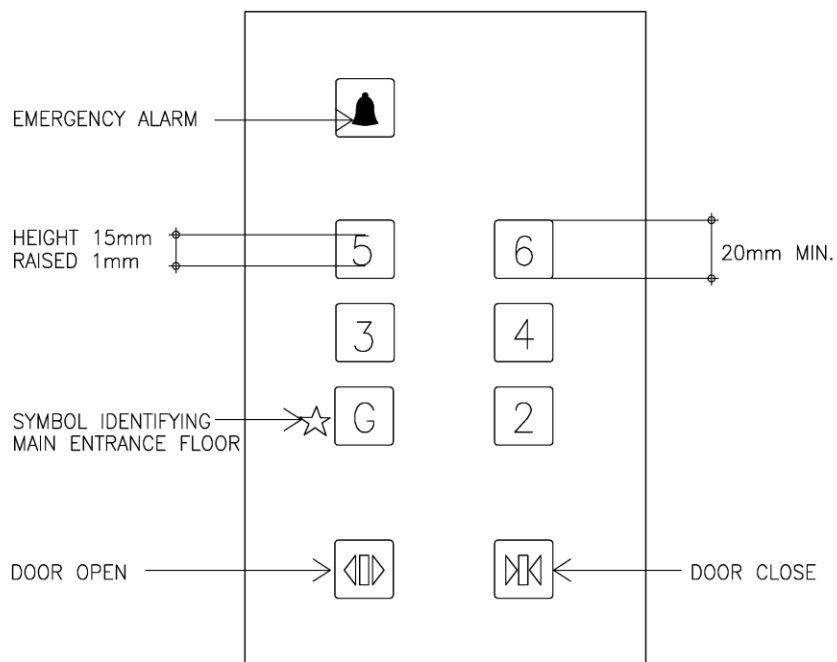 EMERGENCY ALARM
HEIGHT 15mm
RAISED 1mm
5
6
20mm MIN.
3
4
SYMBOL IDENTIFYING
MAIN ENTRANCE FLOOR
G
2
DOOR OPEN
DOOR CLOSE